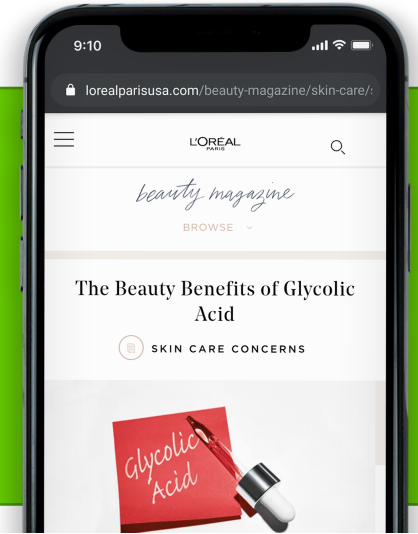 9:10
lorealparisusa.com/beauty-magazine/skin-care/s
L'ORÉAL
PARIS
beauty magazine
BROWSE
The Beauty Benefits of Glycolic
Acid
SKIN CARE CONCERNS
Glycolic
Acid